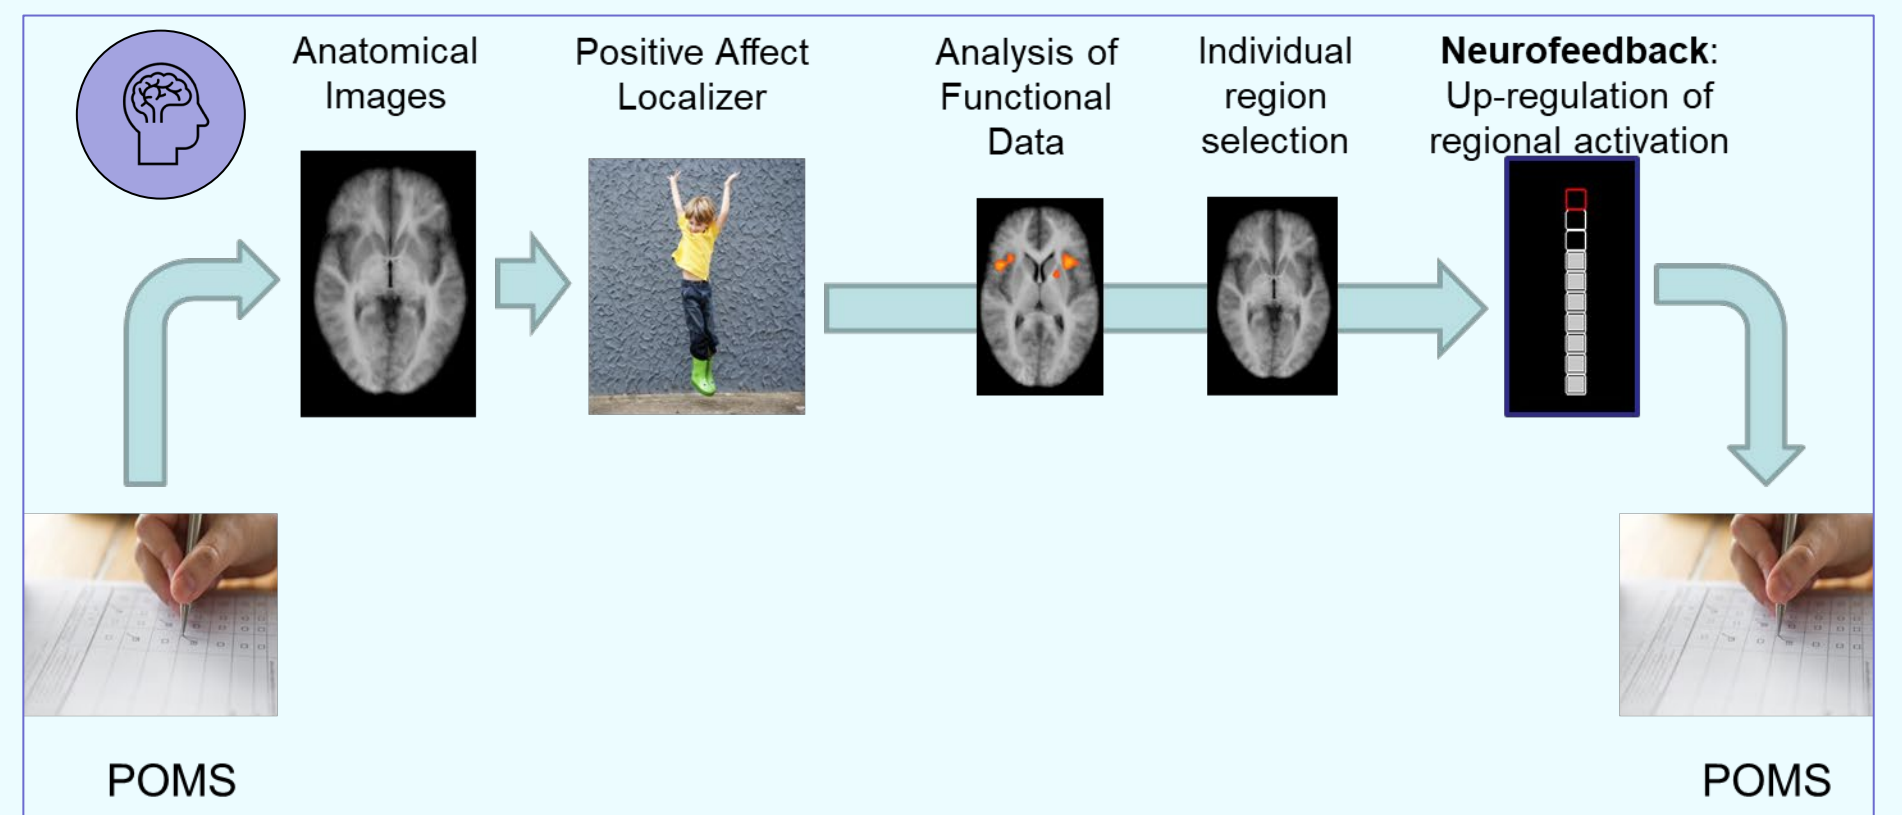 Anatomical
Images
Positive Affect
Localizer
Analysis of
Functional
Data
Individual
region
selection
Neurofeedback:
Up-regulation of
regional activation
POMS
POMS